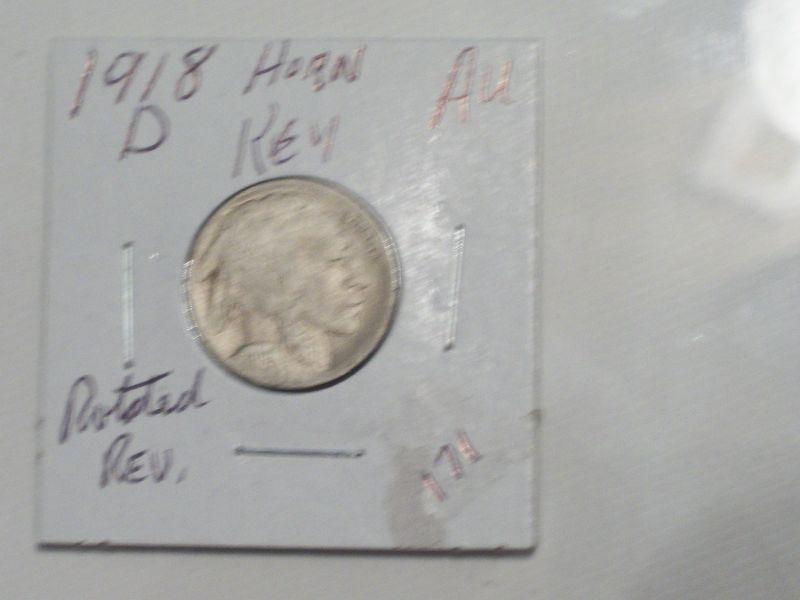 1918 HORN AU
D KEY
Rotated
REV.
171